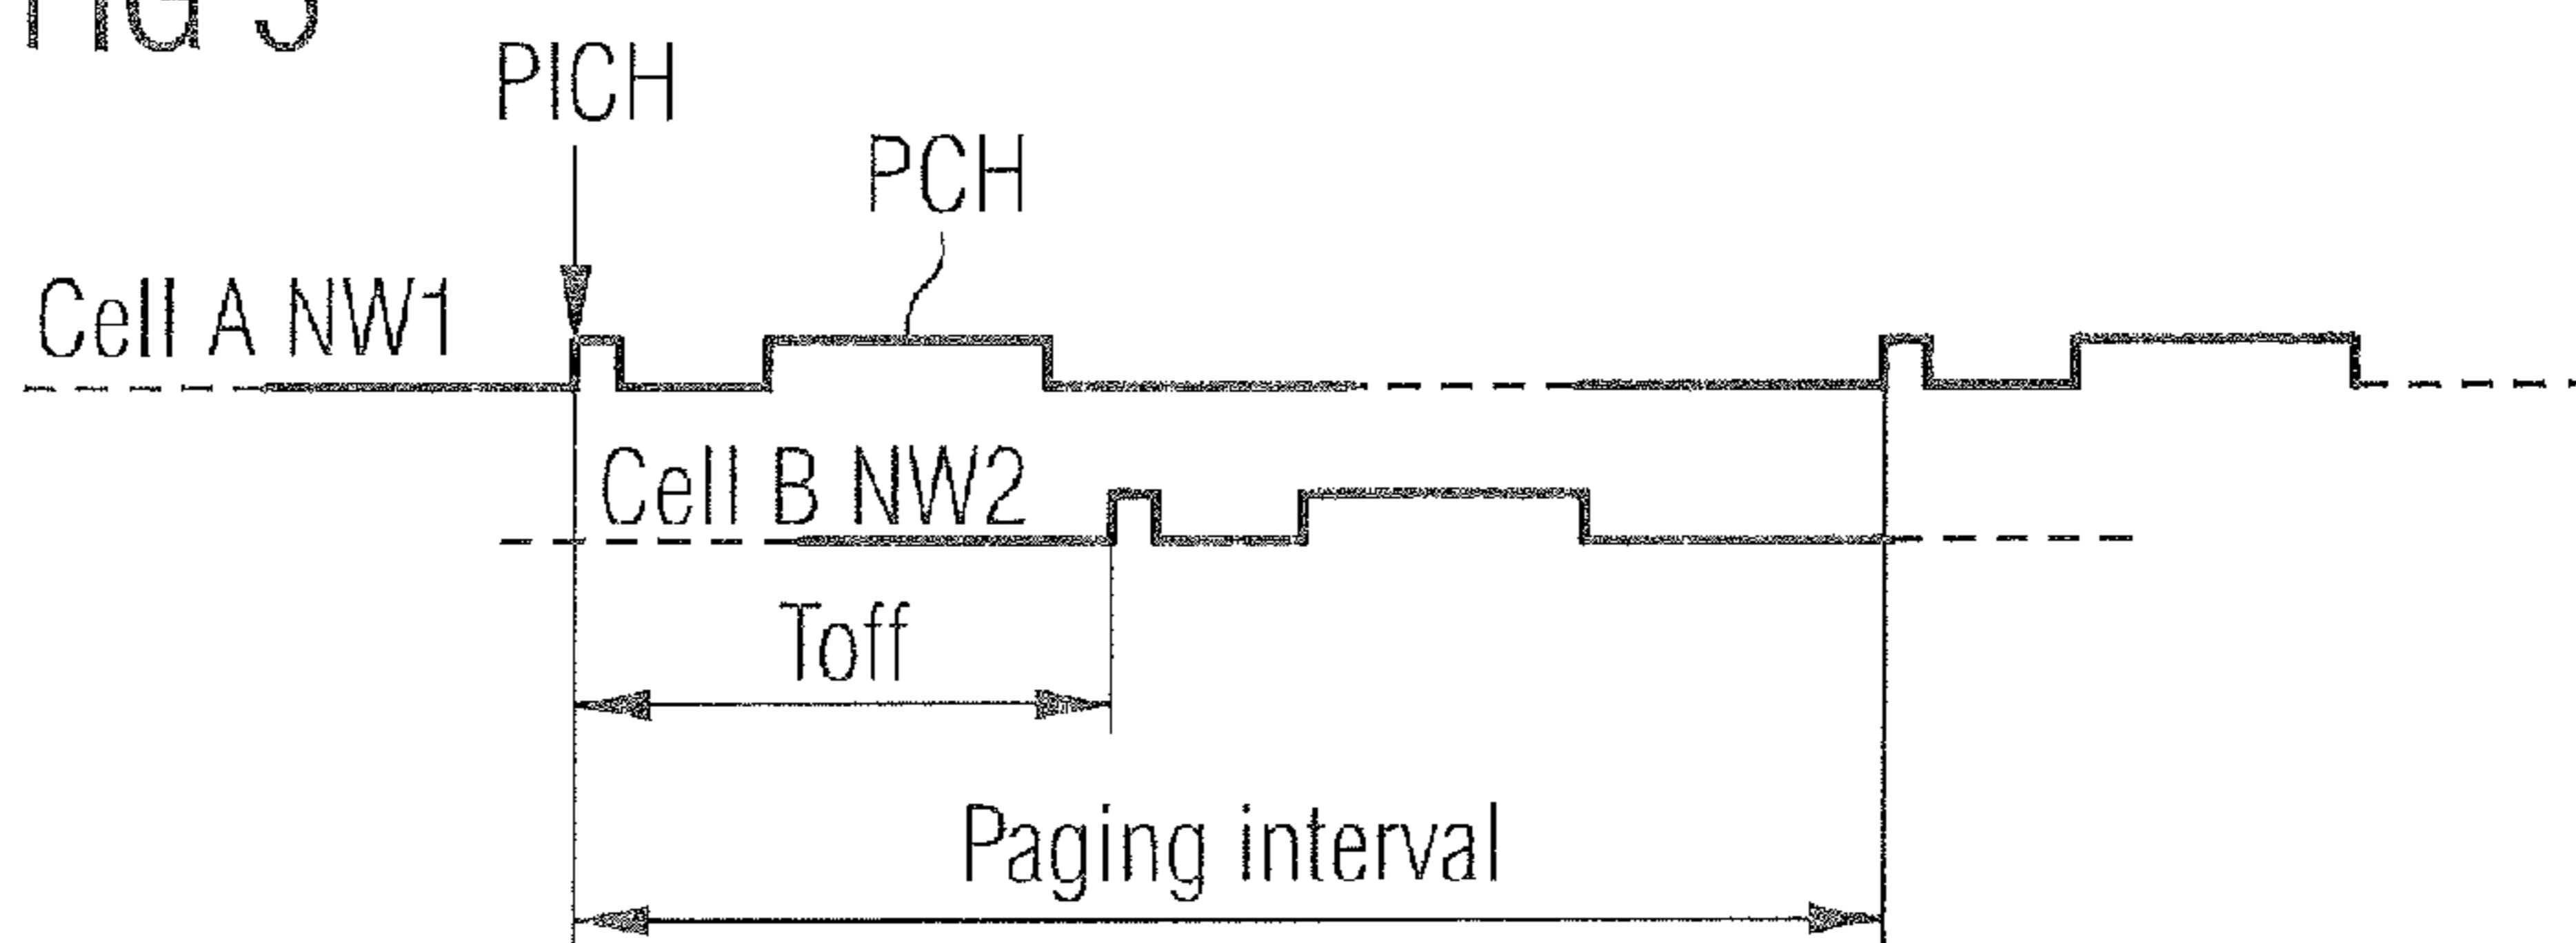 PICH
PCH
Cell A NW1
Cell B NW2
Toff
Paging interval